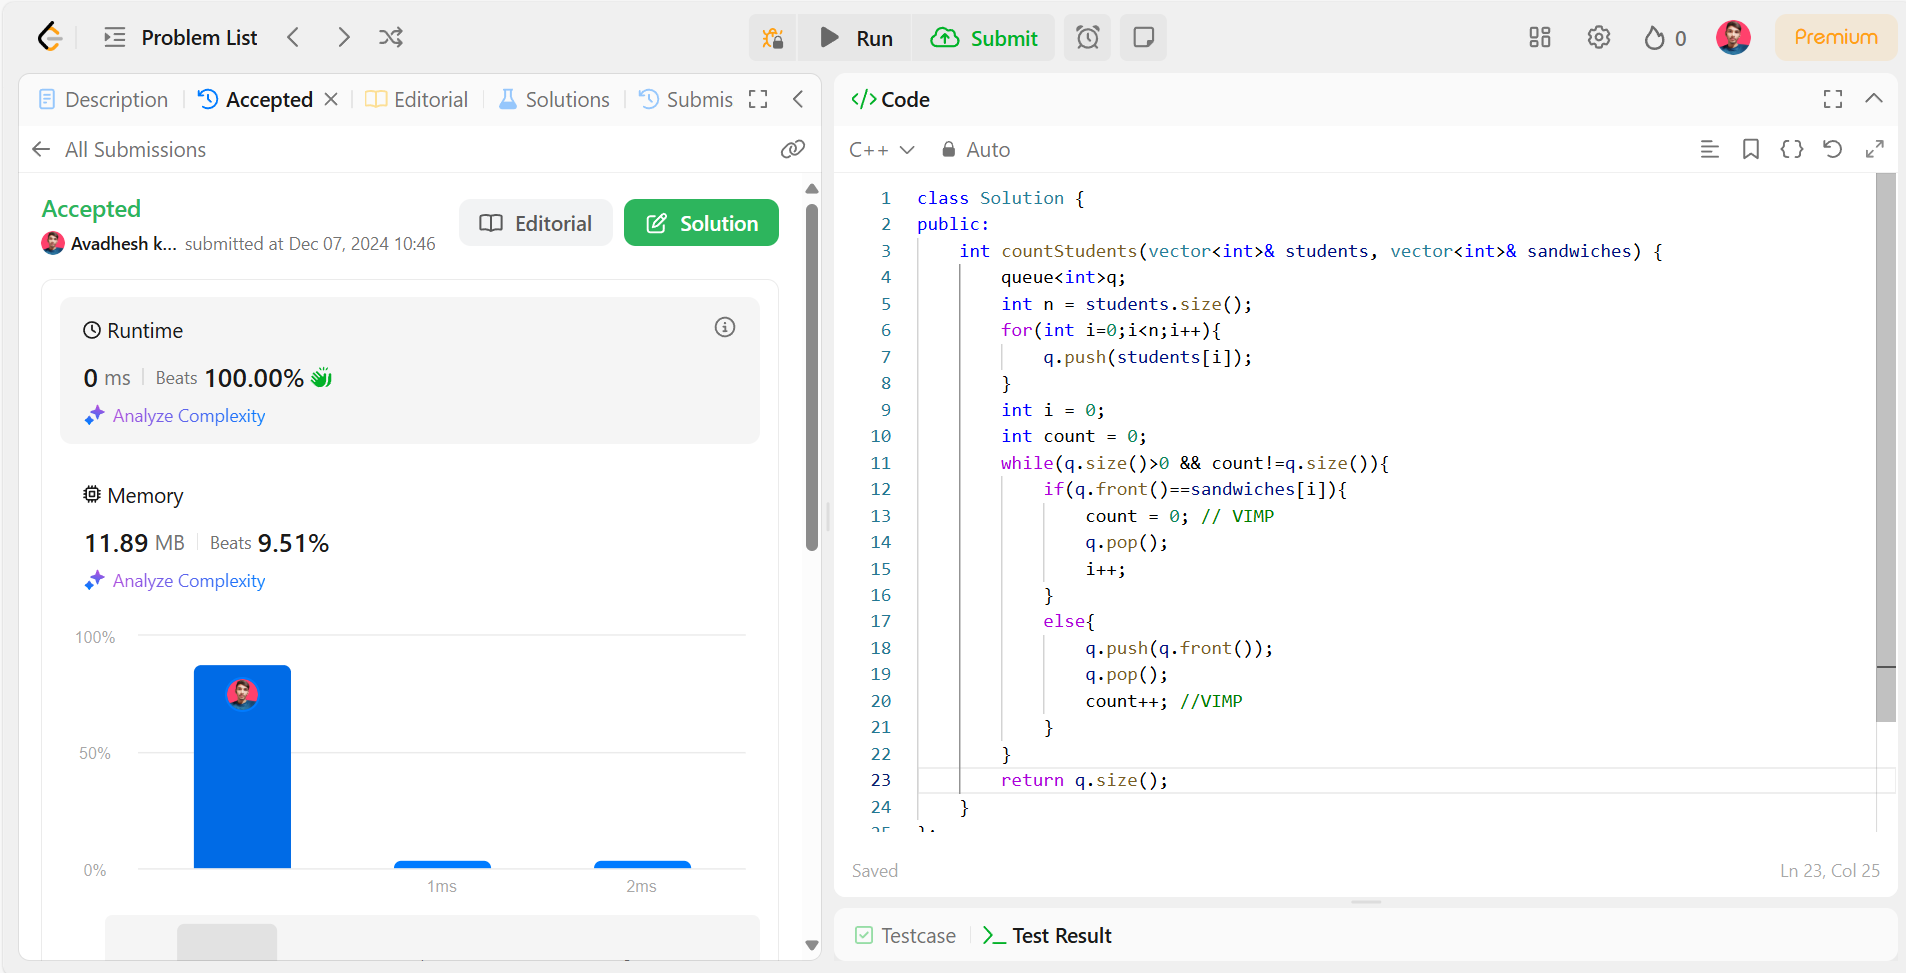 Problem List
Run
Submit
0
Premium
Description
Accepted
Editorial
Solutions
Submis
All Submissions
Accepted
Avadhesh k... submitted at Dec 07, 2024 10:46
Editorial
Solution
Runtime
0 ms Beats 100.00%
Analyze Complexity
Memory
11.89 MB Beats 9.51%
Analyze Complexity
100%
50%
0%
1ms
2ms
</> Code
C++ Auto
1 class Solution {
2 public:
3     int countStudents(vector<int>& students, vector<int>& sandwiches) {
4         queue<int>q;
5         int n = students.size();
6         for(int i=0;i<n;i++){
7             q.push(students[i]);
8         }
9         int i = 0;
10         int count = 0;
11         while(q.size()>0 && count!=q.size()){
12             if(q.front()==sandwiches[i]){
13                 count = 0; // VIMP
14                 q.pop();
15                 i++;
16             }
17             else{
18                 q.push(q.front());
19                 q.pop();
20                 count++; //VIMP
21             }
22         }
23         return q.size();
24     }
Saved
Ln 23, Col 25
Testcase
Test Result